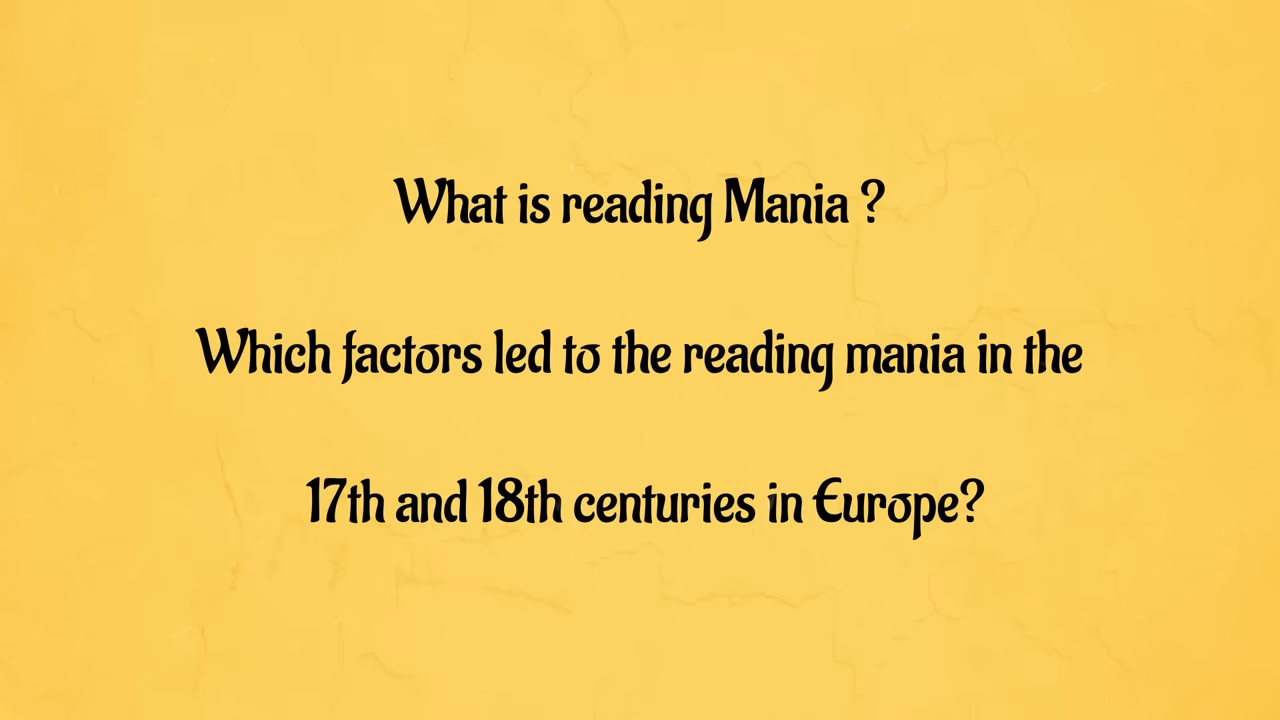 What is reading Mania ?
Which factors led to the reading mania in the
17th and 18th centuries in Europe?